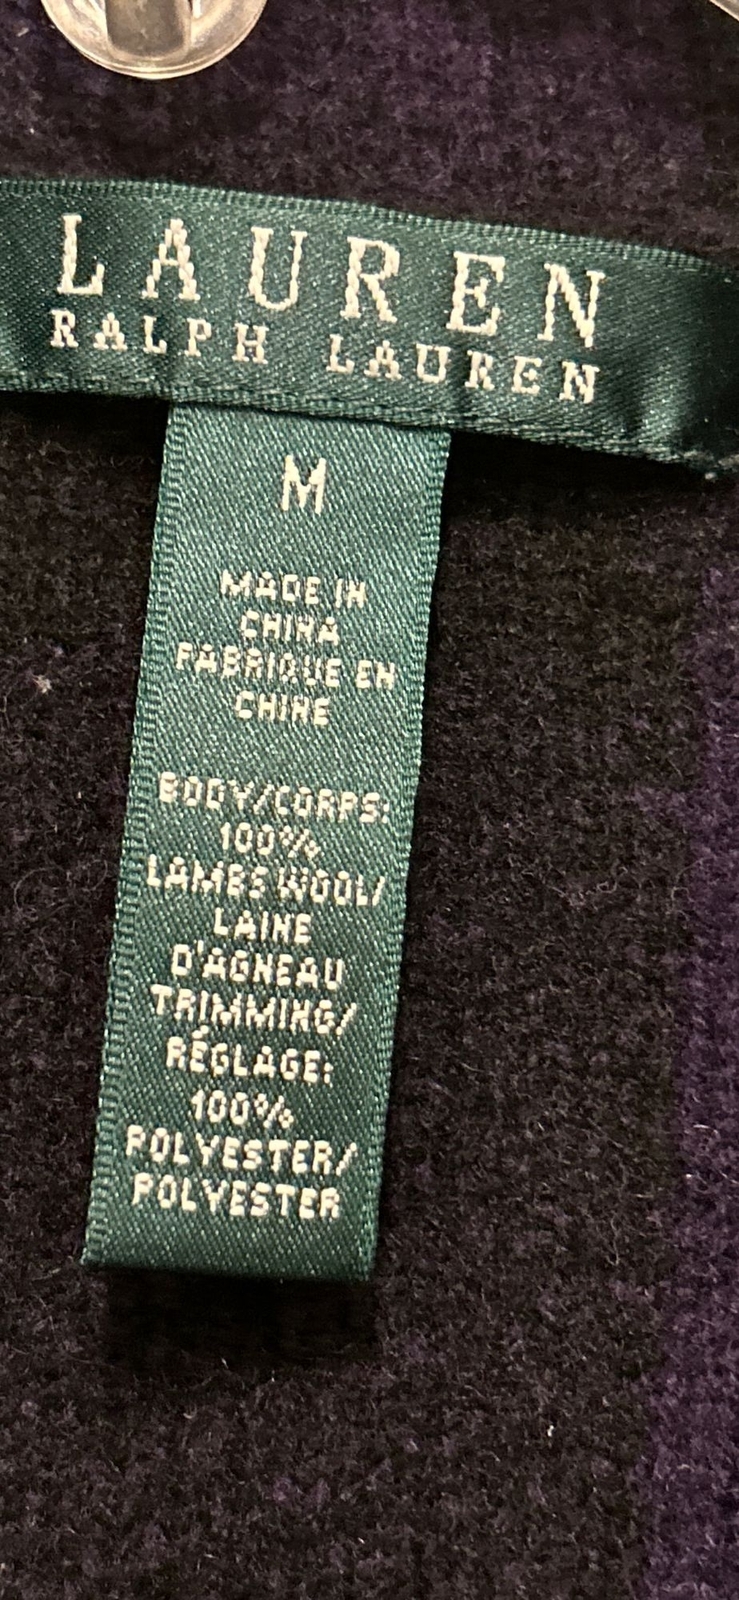 LAUREN
RALPH LAUREN
M
MADE IN
CHINA
FABRIQUE EN
CHINE
BODY/CORPS:
100%
LAMBS WOOL/
LAINE
D'AGNEAU
TRIMMING/
RÉGLAGE:
100%
POLYESTER/
POLYESTER